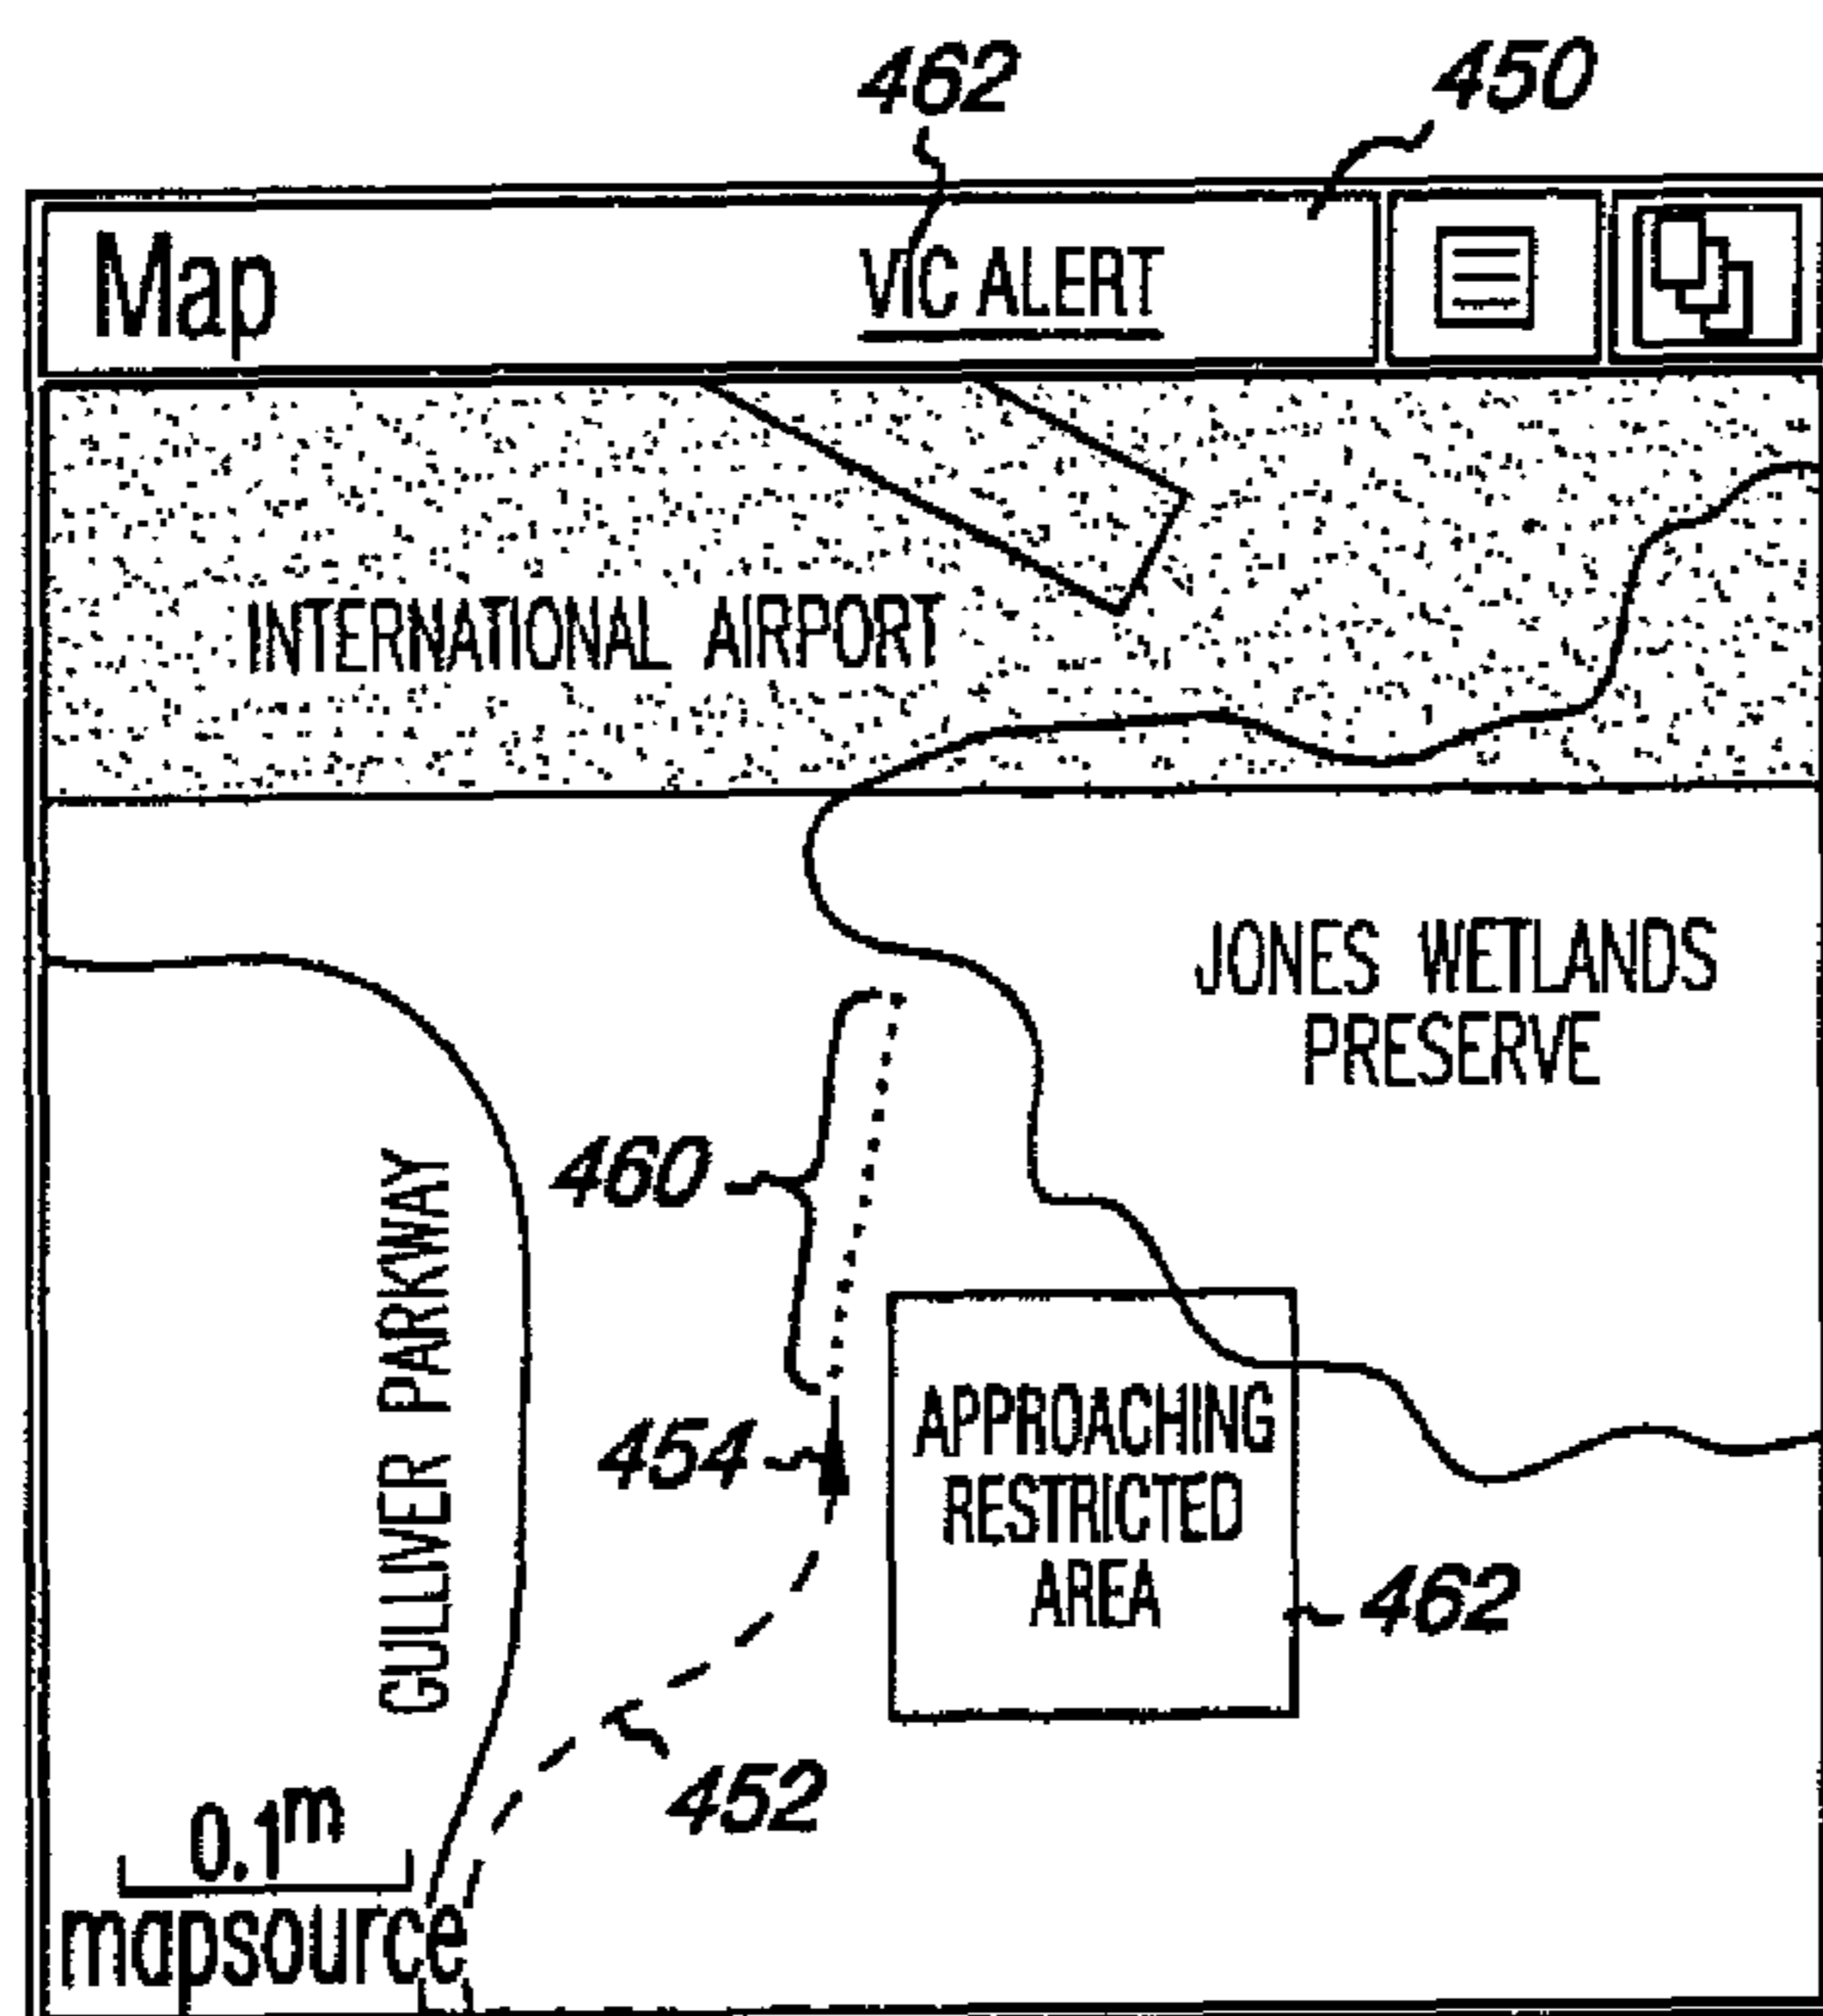 462 450
Map VIC ALERT
INTERNATIONAL AIRPORT
JONES WETLANDS
PRESERVE
GULLIVER PARKWAY
460
454
APPROACHING
RESTRICTED
AREA
462
452
0.1m
mapsource